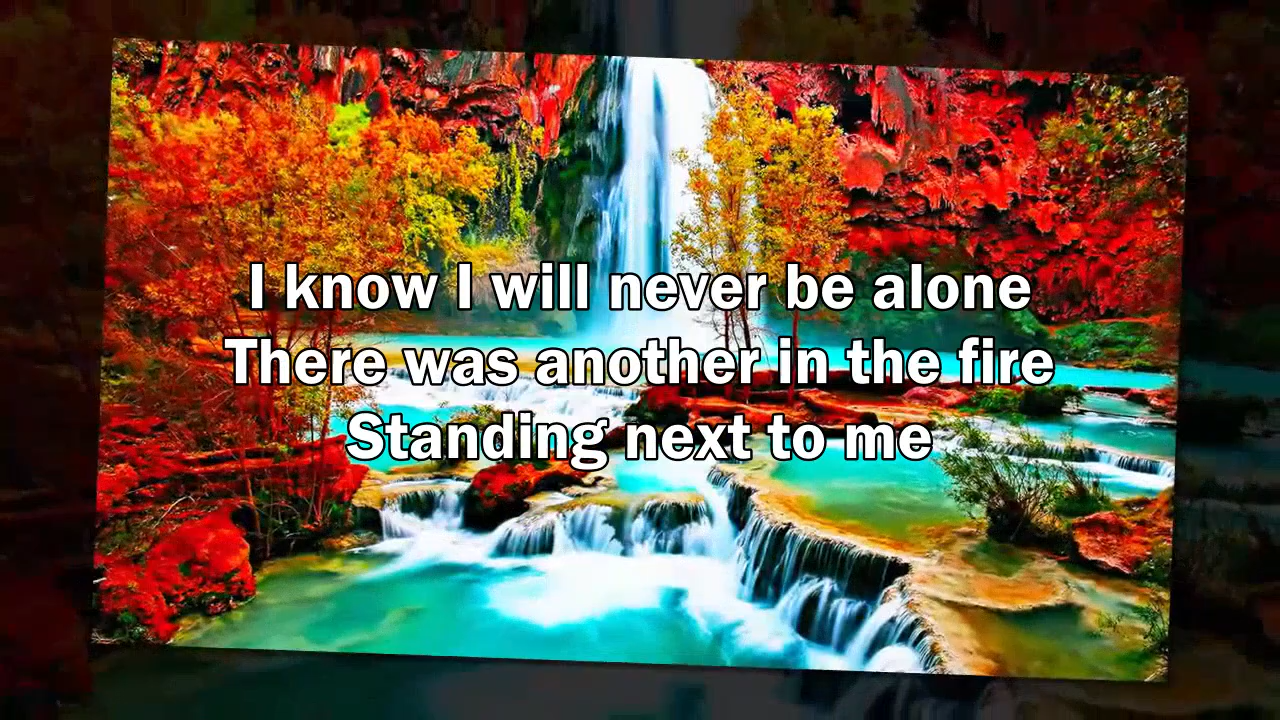 I know I will never be alone
There was another in the fire
Standing next to me